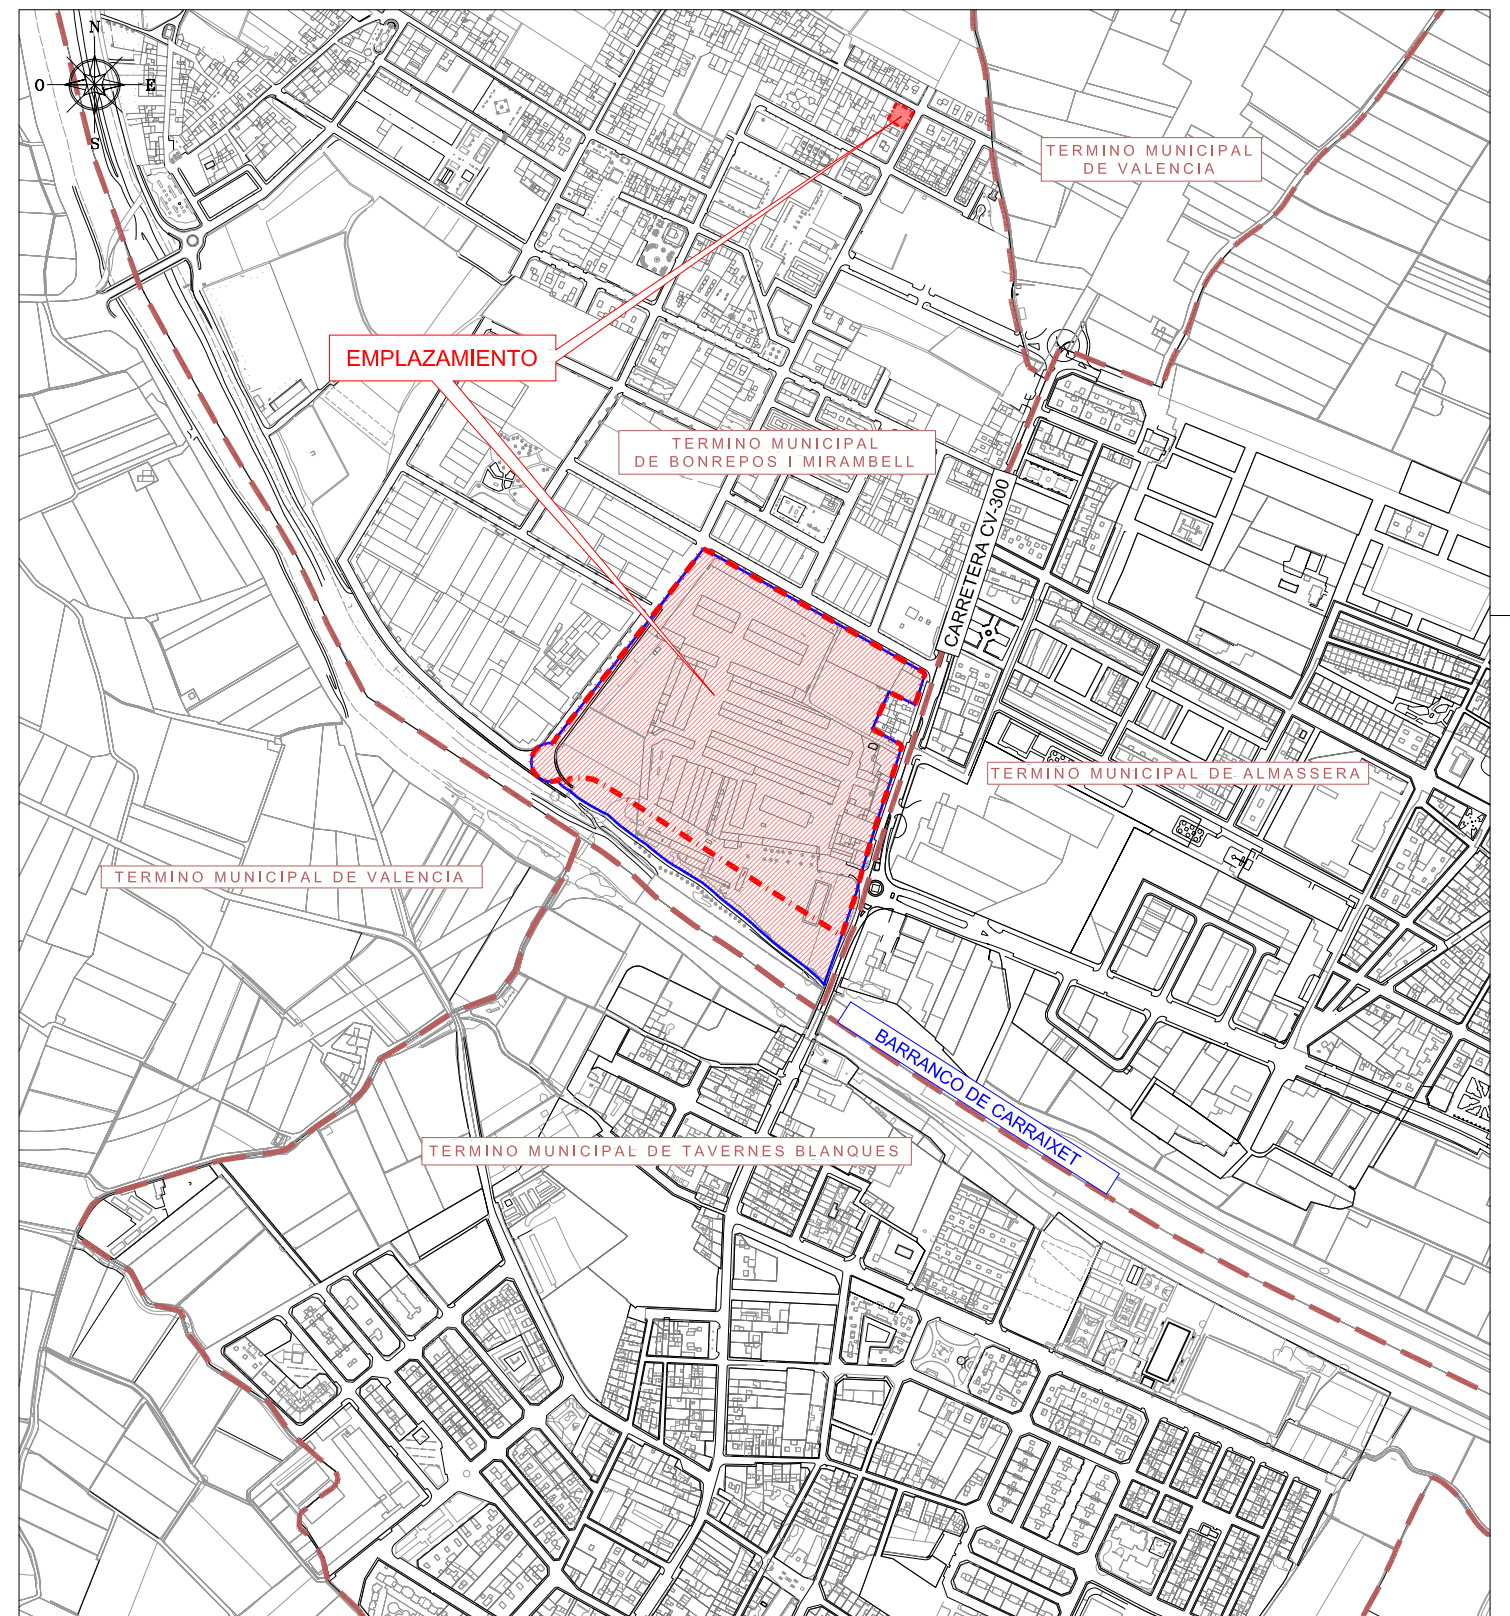 N
O
E
S
TERMINO MUNICIPAL
DE VALENCIA
EMPLAZAMIENTO
TERMINO MUNICIPAL
DE BONREPOS I MIRAMBELL
CARRETERA CV-300
TERMINO MUNICIPAL DE ALMASSERA
TERMINO MUNICIPAL DE VALENCIA
BARRANCO DE CARRAIXET
TERMINO MUNICIPAL DE TAVERNES BLANQUES